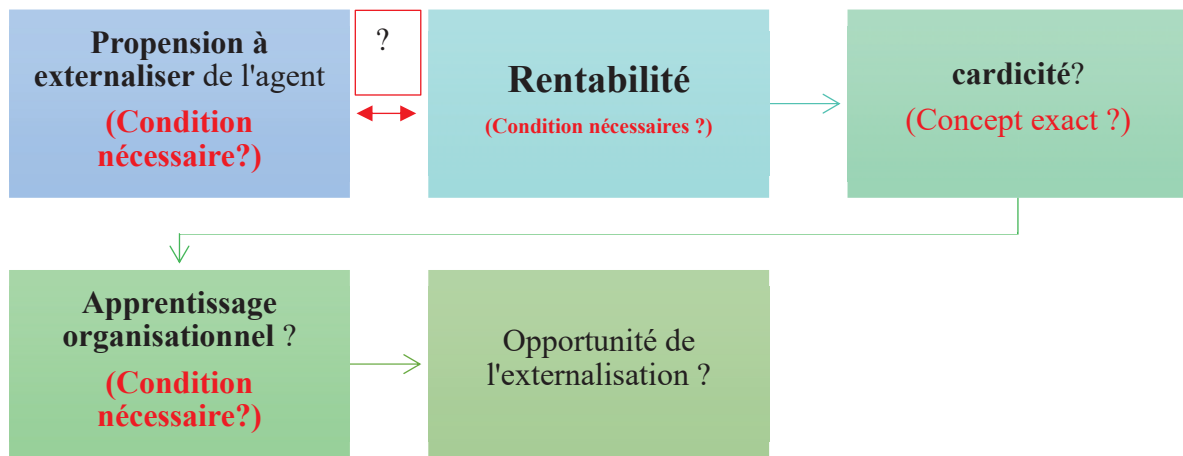 Propension à
externaliser de l'agent
(Condition
nécessaire?)
?
Rentabilité
(Condition nécessaires ?)
cardicité?
(Concept exact ?)
Apprentissage
organisationnel ?
(Condition
nécessaire?)
Opportunité de
l'externalisation ?